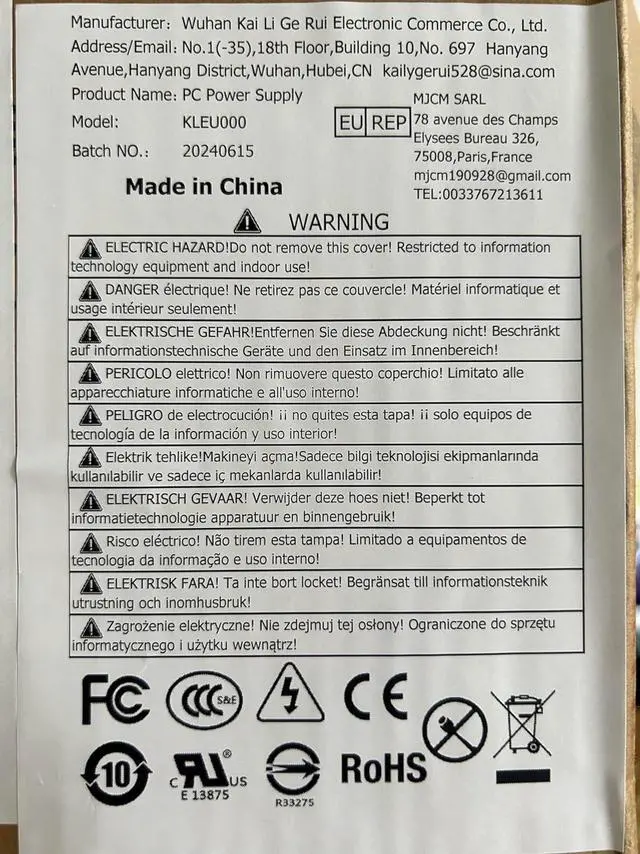 Manufacturer: Wuhan Kai Li Ge Rui Electronic Commerce Co., Ltd.
Address/Email: No.1(-35),18th Floor,Building 10,No. 697 Hanyang
Avenue,Hanyang District,Wuhan,Hubei,CN kailygerui528@sina.com
Product Name: PC Power Supply
Model: KLEU000
Batch NO.: 20240615
Made in China
EU REP
MJCM SARL
78 avenue des Champs
Elysees Bureau 326,
75008,Paris,France
mjcm190928@gmail.com
TEL:0033767213611
WARNING
ELECTRIC HAZARD!Do not remove this cover! Restricted to information
technology equipment and indoor use!
DANGER électrique! Ne retirez pas ce couvercle! Matériel informatique et
usage intérieur seulement!
ELEKTRISCHE GEFAHR!Entfernen Sie diese Abdeckung nicht! Beschränkt
auf informationstechnische Geräte und den Einsatz im Innenbereich!
PERICOLO elettrico! Non rimuovere questo coperchio! Limitato alle
apparecchiature informatiche e all'uso interno!
PELIGRO de electrocución! ¡¡ no quites esta tapa! ¡¡ solo equipos de
tecnología de la información y uso interior!
Elektrik tehlike!Makineyi açma!Sadece bilgi teknolojisi ekipmanlarında
kullanılabilir ve sadece iç mekanlarda kullanılabilir!
ELEKTRISCH GEVAAR! Verwijder deze hoes niet! Beperkt tot
informatietechnologie apparatuur en binnengebruik!
Risco eléctrico! Não tirem esta tampa! Limitado a equipamentos de
tecnologia da informação e uso interno!
ELEKTRISK FARA! Ta inte bort locket! Begränsat till informationsteknik
utrustning och inomhusbruk!
Zagrożenie elektryczne! Nie zdejmuj tej osłony! Ograniczone do sprzętu
informatycznego i użytku wewnątrz!
FC CCC S&E CE
10 c RU ® US RoHS
E 13875 R33275